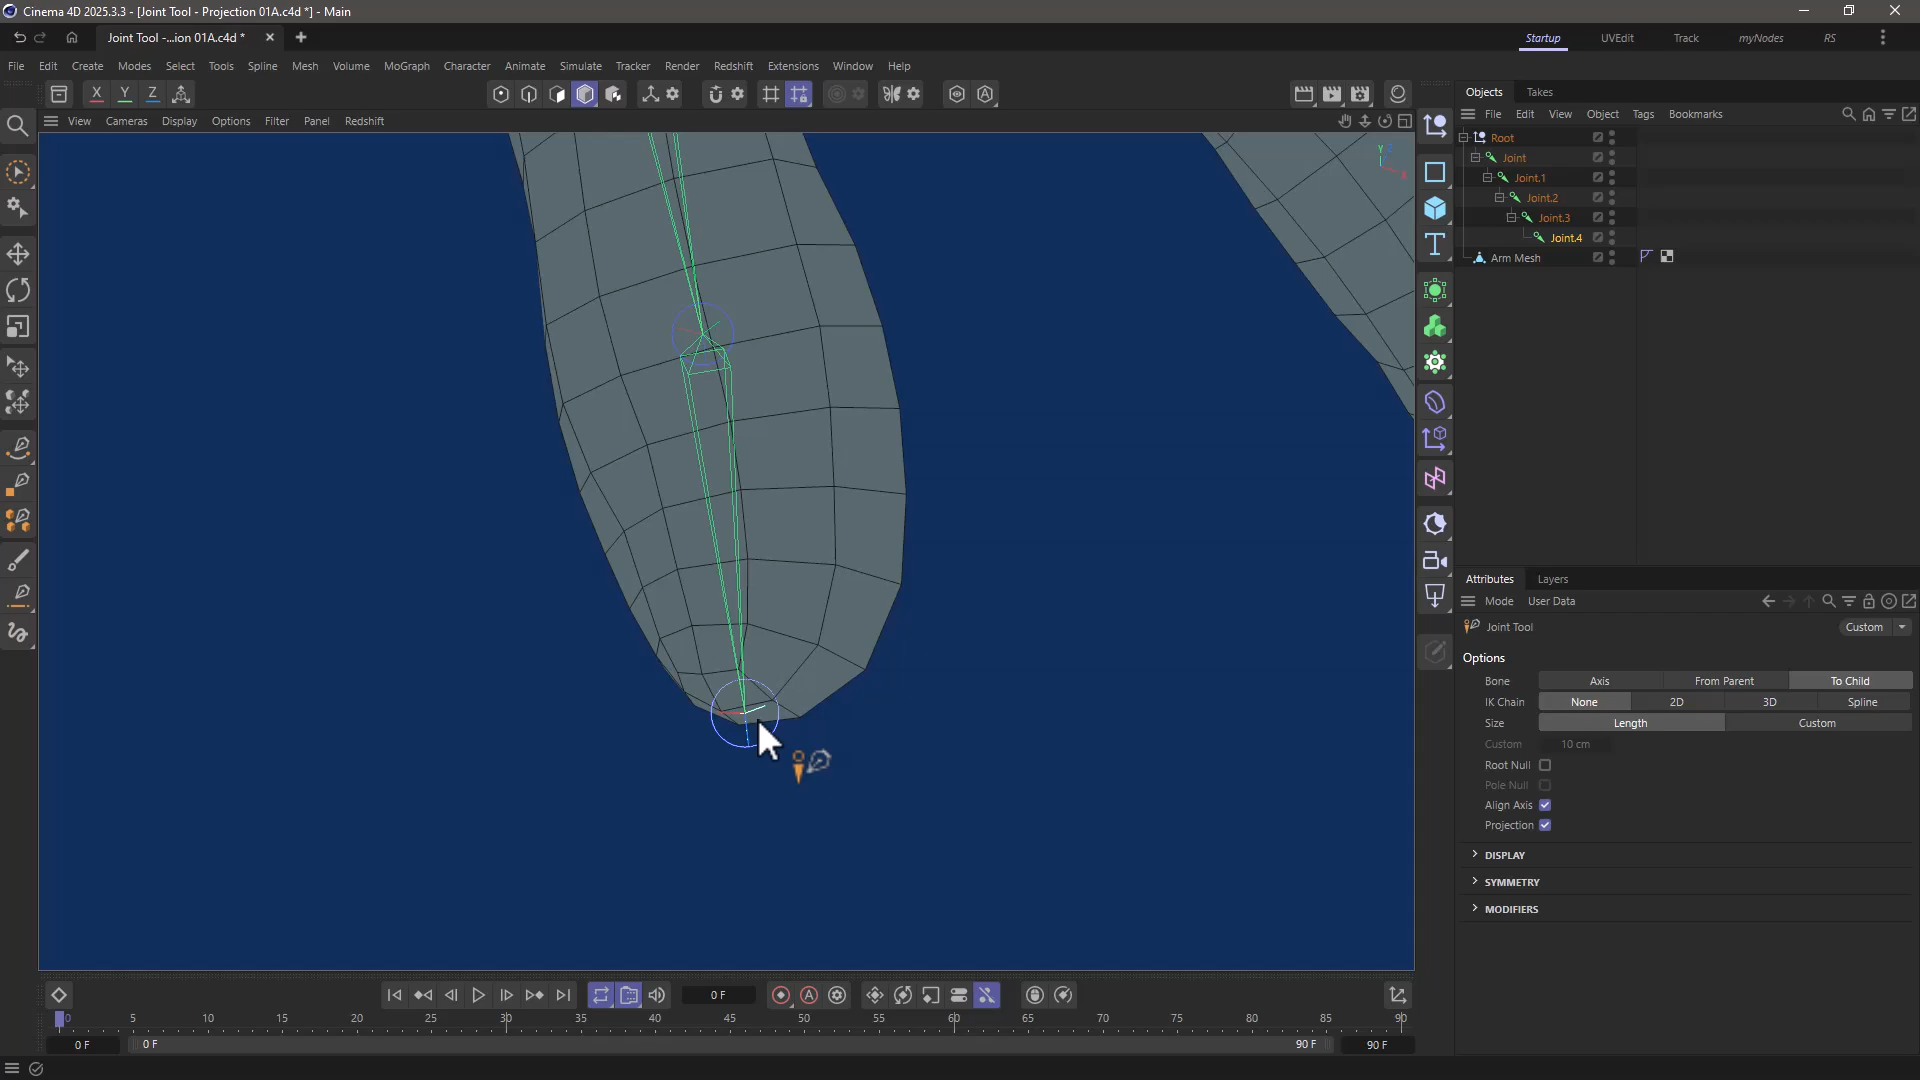 Cinema 4D 2025.3.3 - [Joint Tool - Projection 01A.c4d *] - Main
Joint Tool -...ion 01A.c4d *
Startup
UVEdit
Track
myNodes
RS
File Edit Create Modes Select Tools Spline Mesh Volume MoGraph Character Animate Simulate Tracker Render Redshift Extensions Window Help
X Y Z
View Cameras Display Options Filter Panel Redshift
Objects Takes
File Edit View Object Tags Bookmarks
Root
Joint
Joint.1
Joint.2
Joint.3
Joint.4
Arm Mesh
Y Z
X
Attributes Layers
Mode User Data
Joint Tool
Custom
Options
Bone Axis From Parent To Child
IK Chain None 2D 3D Spline
Size Length Custom
Custom 10 cm
Root Null
Pole Null
Align Axis
Projection
DISPLAY
SYMMETRY
MODIFIERS
0 F
0 5 10 15 20 25 30 35 40 45 50 55 60 65 70 75 80 85 90
0 F 0 F 90 F 90 F